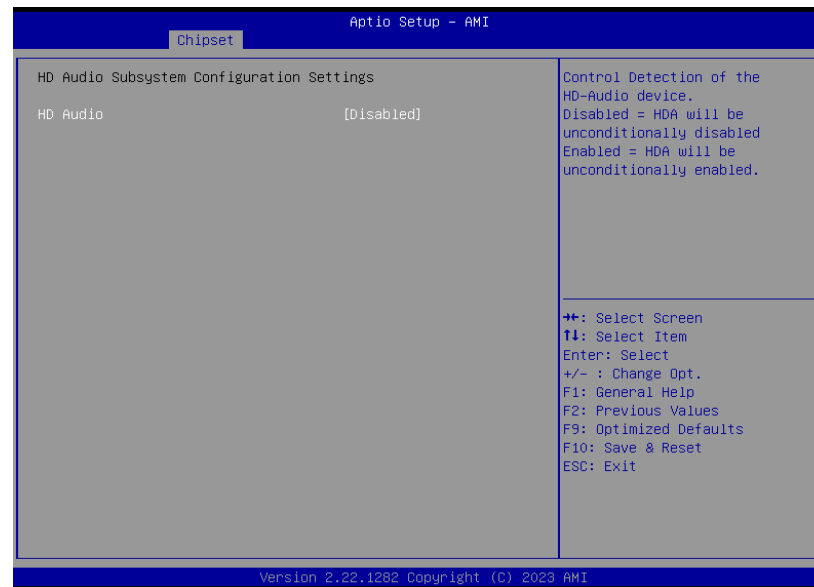 Aptio Setup – AMI
Chipset
HD Audio Subsystem Configuration Settings
HD Audio [Disabled]
Control Detection of the
HD-Audio device.
Disabled = HDA will be
unconditionally disabled
Enabled = HDA will be
unconditionally enabled.
→←: Select Screen
↑↓: Select Item
Enter: Select
+/- : Change Opt.
F1: General Help
F2: Previous Values
F9: Optimized Defaults
F10: Save & Reset
ESC: Exit
Version 2.22.1282 Copyright (C) 2023 AMI